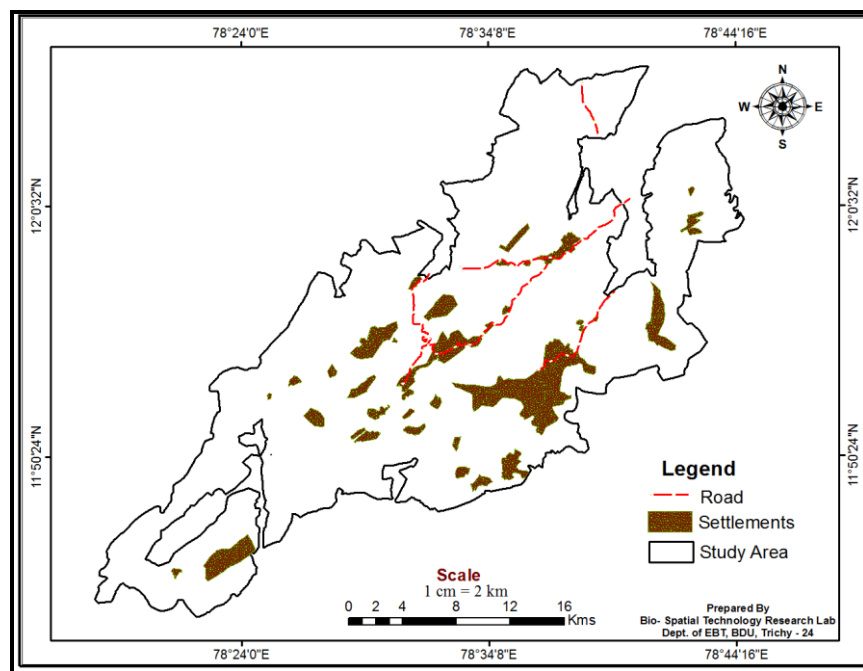 78°24'0"E 78°34'8"E 78°44'16"E
N
W E
S
12°0'32"N 12°0'32"N
11°50'24"N 11°50'24"N
Legend
Road
Settlements
Study Area
Scale
1 cm = 2 km
0 2 4 8 12 16
Kms
Prepared By
Bio- Spatial Technology Research Lab
Dept. of EBT, BDU, Trichy - 24
78°24'0"E 78°34'8"E 78°44'16"E